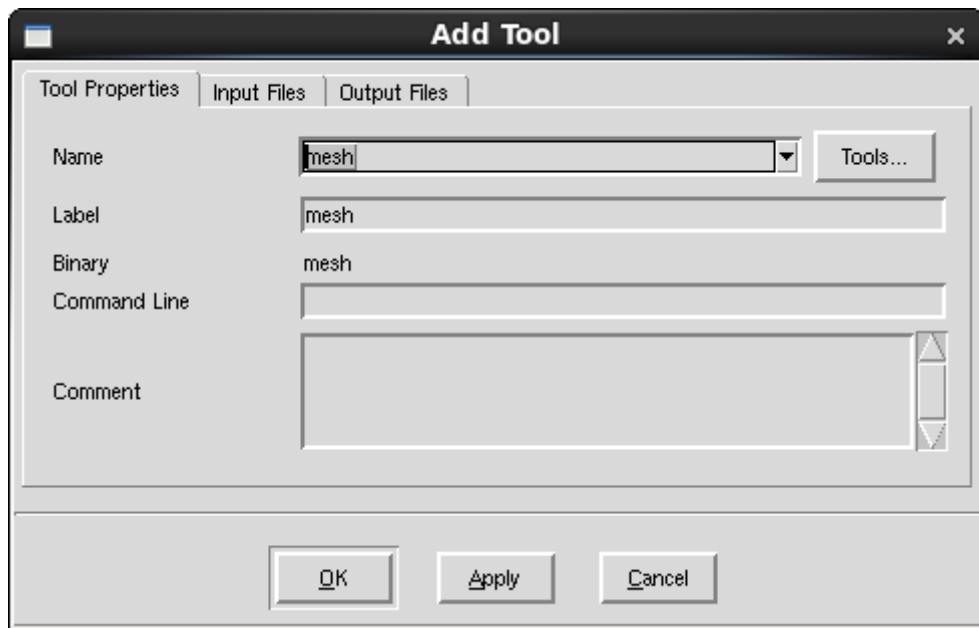 Add Tool
Tool Properties Input Files Output Files
Name mesh Tools...
Label mesh
Binary mesh
Command Line
Comment
OK Apply Cancel